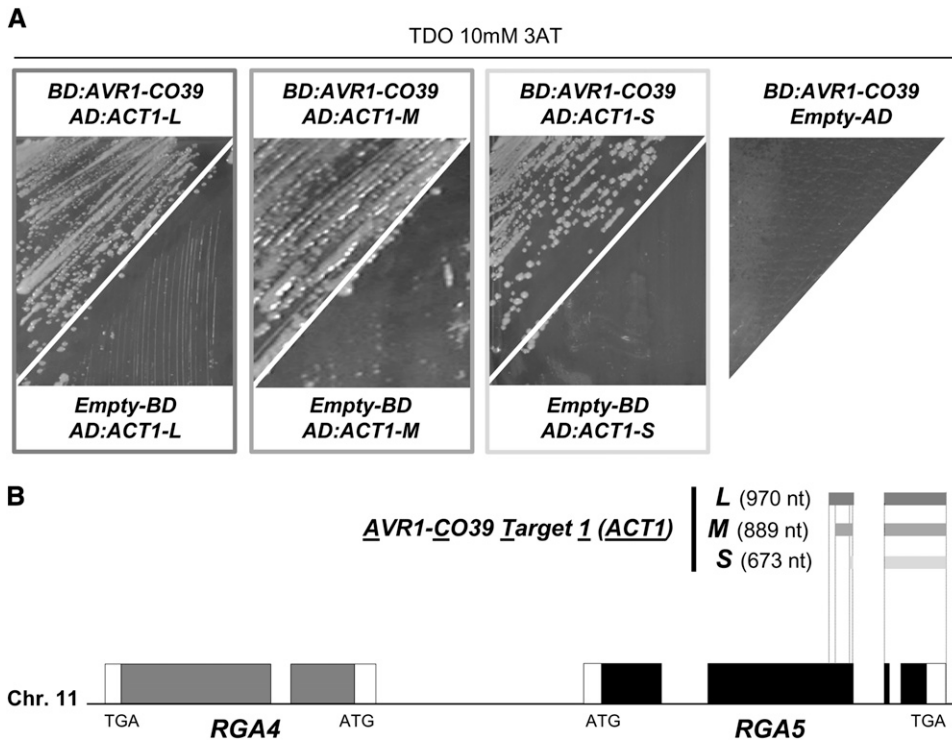 A
TDO 10mM 3AT
BD:AVR1-CO39
AD:ACT1-L
BD:AVR1-CO39
AD:ACT1-M
BD:AVR1-CO39
AD:ACT1-S
BD:AVR1-CO39
Empty-AD
Empty-BD
AD:ACT1-L
Empty-BD
AD:ACT1-M
Empty-BD
AD:ACT1-S
B
AVR1-CO39 Target 1 (ACT1)
L (970 nt)
M (889 nt)
S (673 nt)
Chr. 11
TGA
RGA4
ATG
ATG
RGA5
TGA